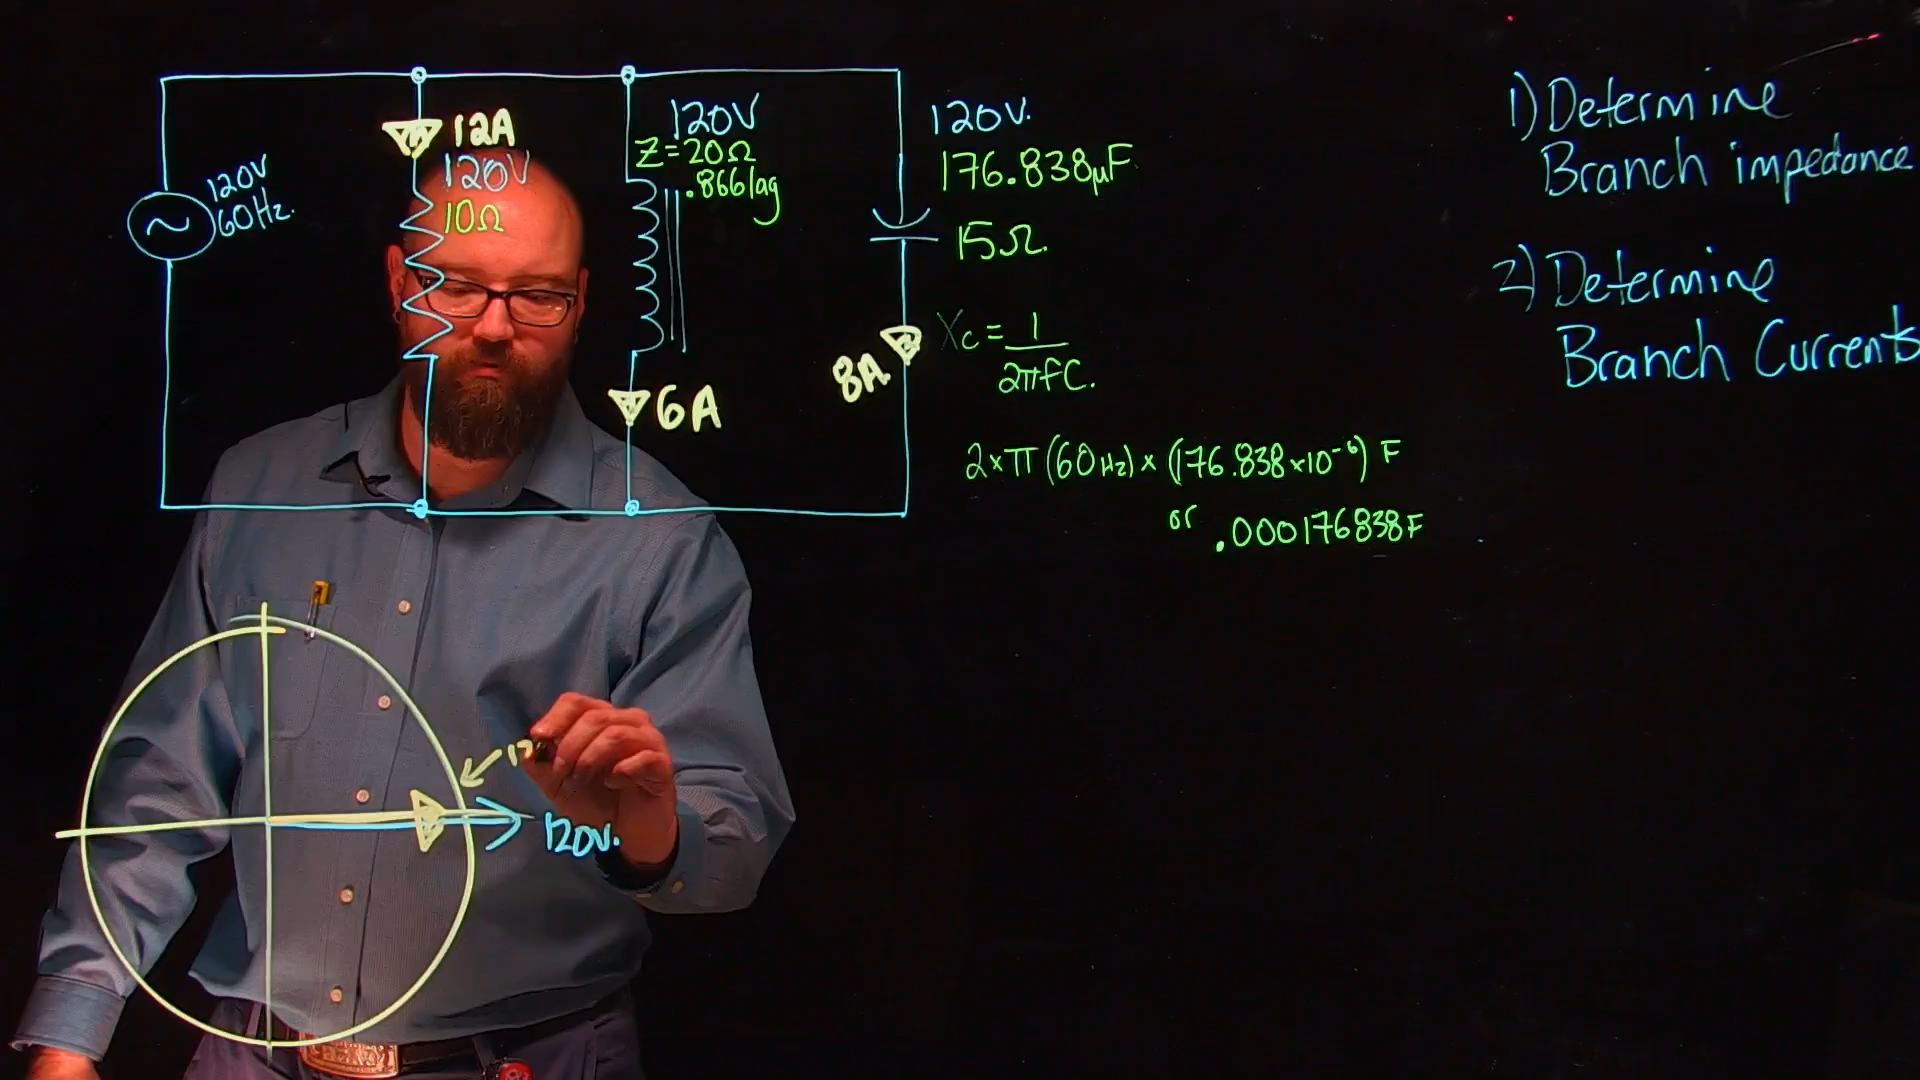 120V
60Hz.
12A
120V
10Ω
120V
Z=20Ω
.866lag
6A
120V.
176.838µF
15Ω.
8A
Xc = 1
2πfC.
2×π(60Hz)×(176.838×10⁻⁶) F
or .000176838F
1) Determine
Branch impedance
2) Determine
Branch Currents
120V.